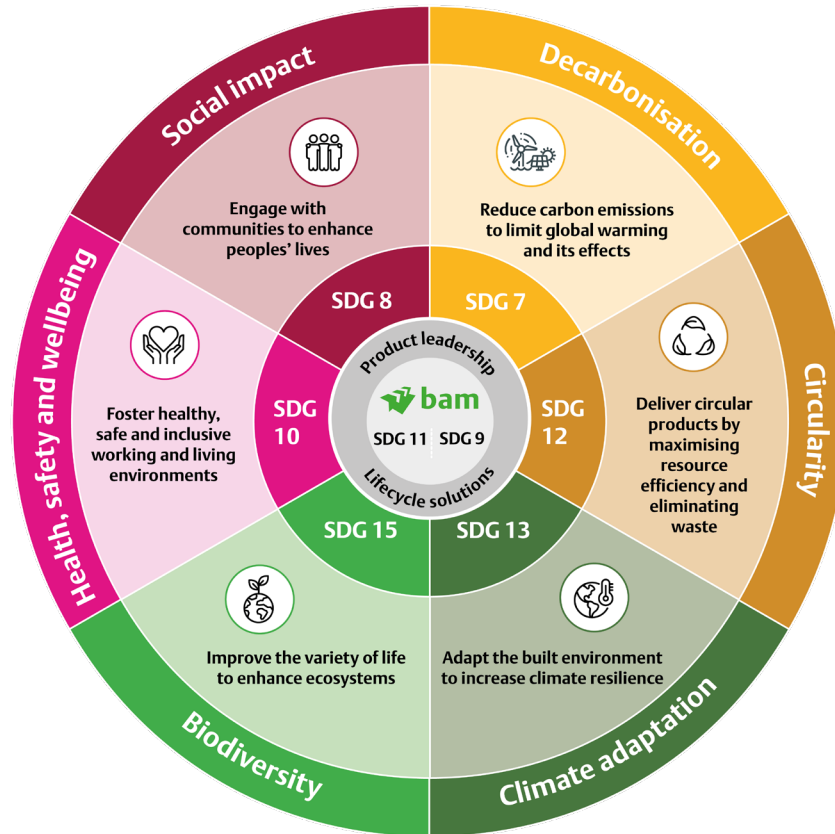 Social impact
Engage with
communities to enhance
peoples' lives
SDG 8
Decarbonisation
Reduce carbon emissions
to limit global warming
and its effects
SDG 7
Circularity
Deliver circular
products by
maximising
resource
efficiency and
eliminating
waste
SDG
12
Climate adaptation
Adapt the built environment
to increase climate resilience
SDG 13
Biodiversity
Improve the variety of life
to enhance ecosystems
SDG 15
Health, safety and wellbeing
Foster healthy,
safe and inclusive
working and living
environments
SDG
10
Product leadership
bam
SDG 11
SDG 9
Lifecycle solutions